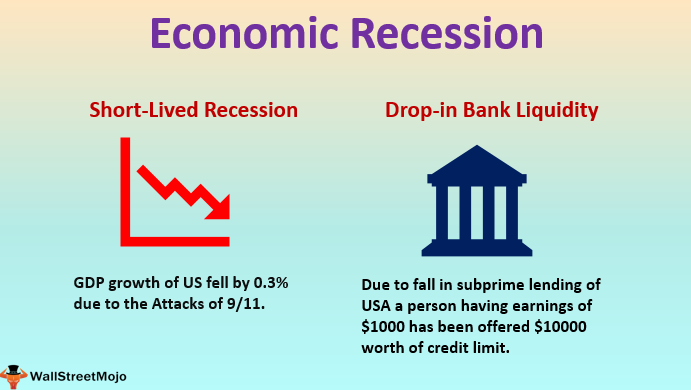 Economic Recession
Short-Lived Recession
GDP growth of US fell by 0.3%
due to the Attacks of 9/11.
Drop-in Bank Liquidity
Due to fall in subprime lending of
USA a person having earnings of
$1000 has been offered $10000
worth of credit limit.
WallStreetMojo